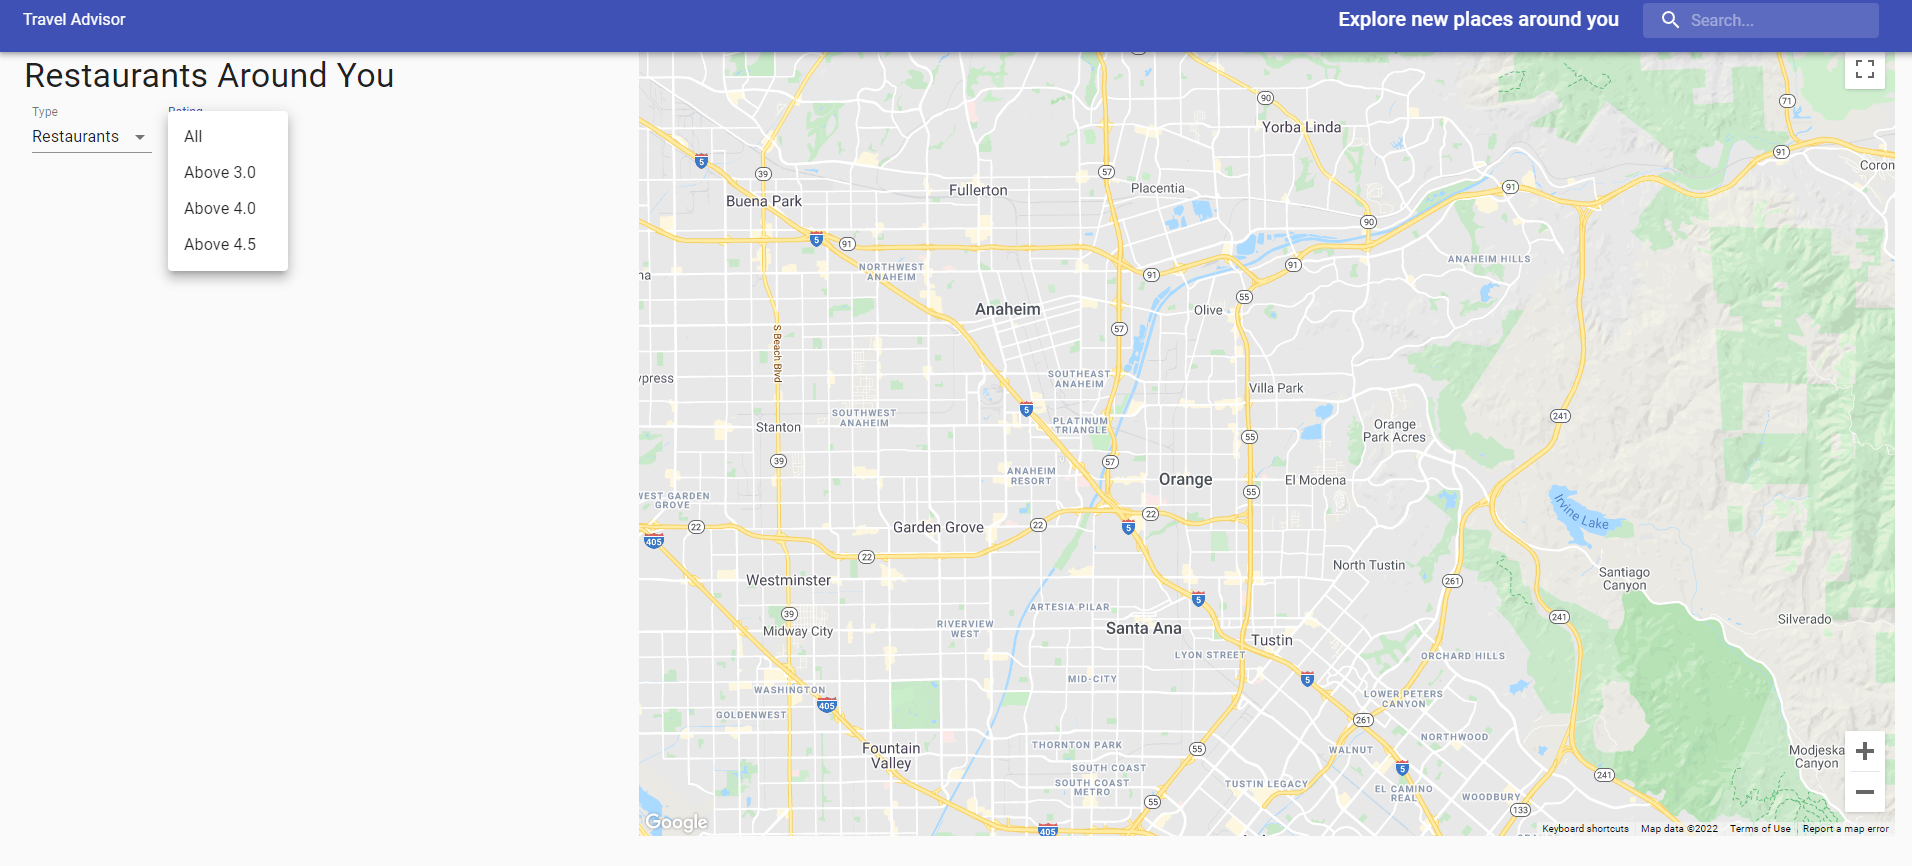 Travel Advisor
Explore new places around you
Search...
Restaurants Around You
Type
Restaurants
All
Above 3.0
Above 4.0
Above 4.5
90
Yorba Linda
71
5
39
57
91
Coron
Fullerton
Placentia
91
Buena Park
90
5
91
91
91
ANAHEIM HILLS
NORTHWEST
ANAHEIM
na
55
Anaheim
Olive
57
S Beach Blvd
ypress
SOUTHEAST
ANAHEIM
Villa Park
5
SOUTHWEST
ANAHEIM
PLATINUM
TRIANGLE
241
Stanton
Orange
Park Acres
55
39
57
ANAHEIM
RESORT
Orange
El Modena
55
WEST GARDEN
GROVE
Irvine Lake
22
Garden Grove
22
5
22
405
22
North Tustin
Westminster
261
Santiago
Canyon
5
ARTESIA PILAR
39
241
Silverado
Midway City
RIVERVIEW
WEST
Santa Ana
Tustin
LYON STREET
ORCHARD HILLS
MID-CITY
5
WASHINGTON
LOWER PETERS
CANYON
405
GOLDENWEST
261
NORTHWOOD
Fountain
Valley
THORNTON PARK
55
WALNUT
Modjeska
Canyon
SOUTH COAST
5
241
SOUTH COAST
METRO
TUSTIN LEGACY
EL CAMINO
REAL
WOODBURY
55
133
405
Google
Keyboard shortcuts
Map data ©2022
Terms of Use
Report a map error